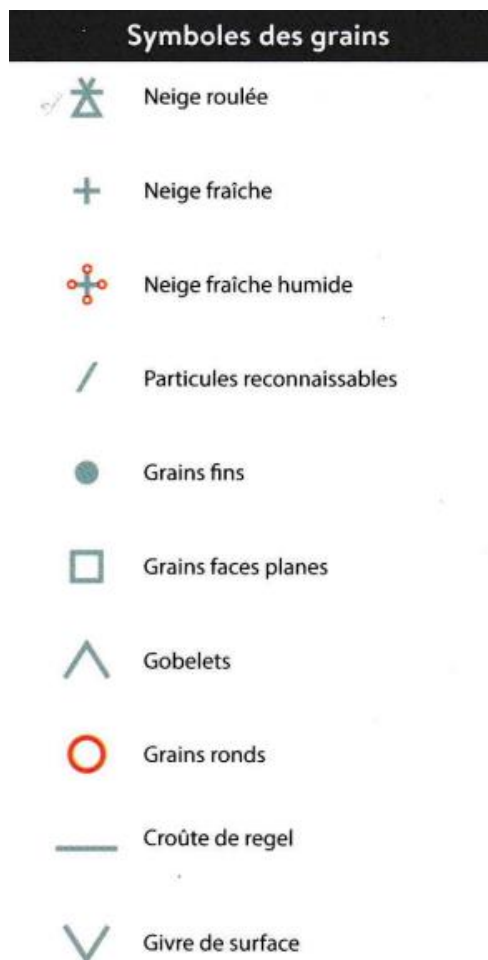 Symboles des grains
Neige roulée
Neige fraîche
Neige fraîche humide
Particules reconnaissables
Grains fins
Grains faces planes
Gobelets
Grains ronds
Croûte de regel
Givre de surface